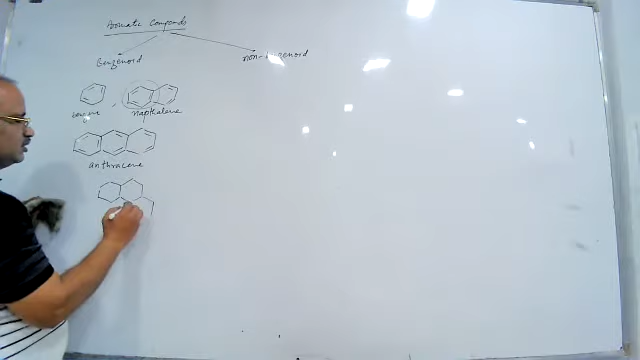 Aromatic Compounds
Benzenoid
non-benzenoid
benzene , napthalene
anthracene